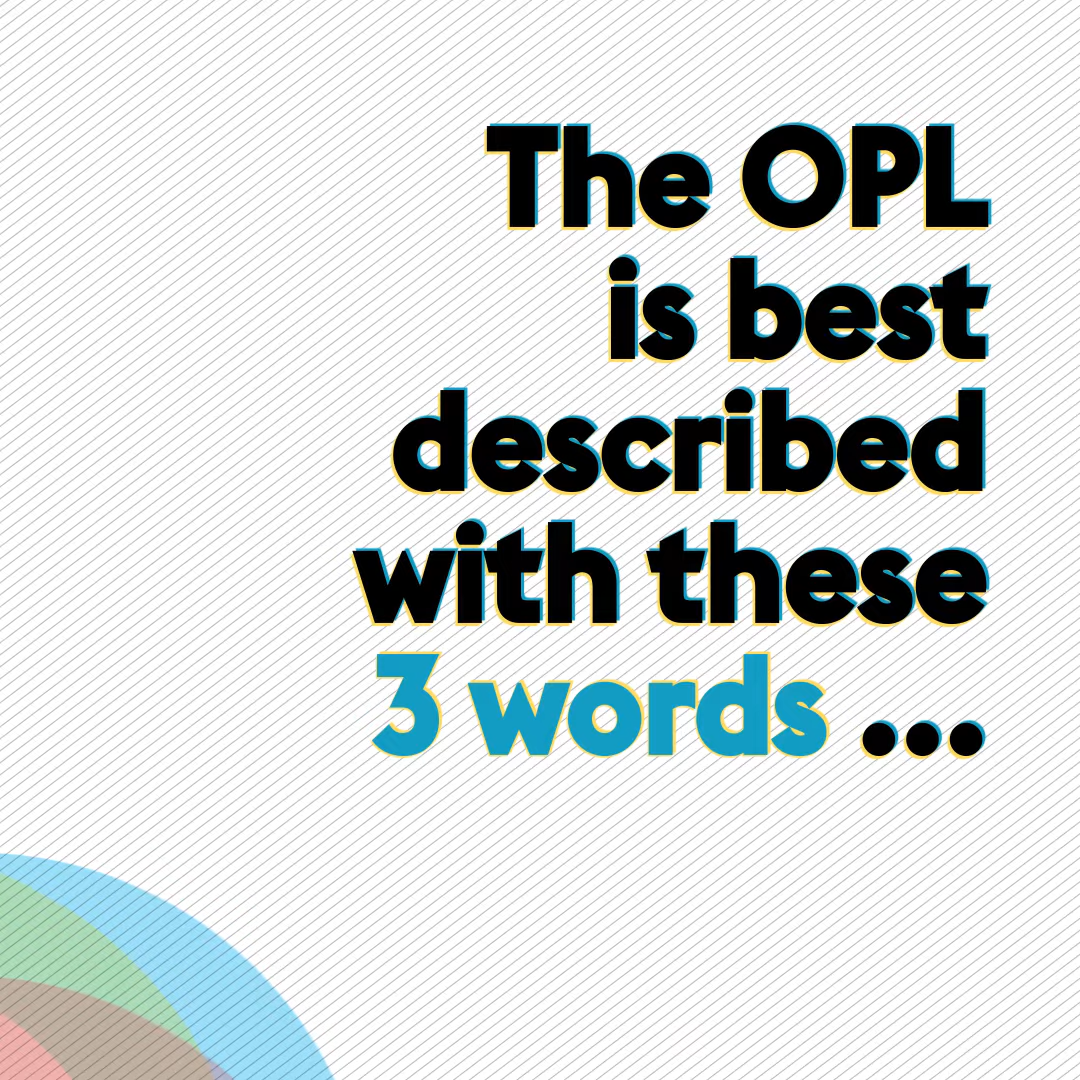 The OPL
is best
described
with these
3 words ...